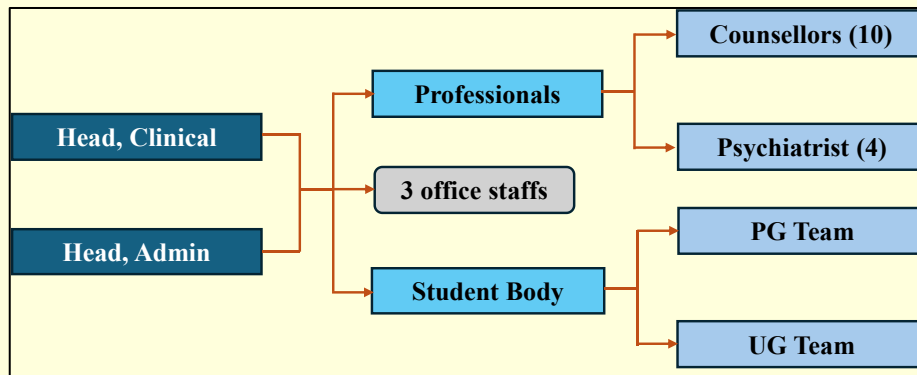 Head, Clinical
Head, Admin
Professionals
3 office staffs
Student Body
Counsellors (10)
Psychiatrist (4)
PG Team
UG Team